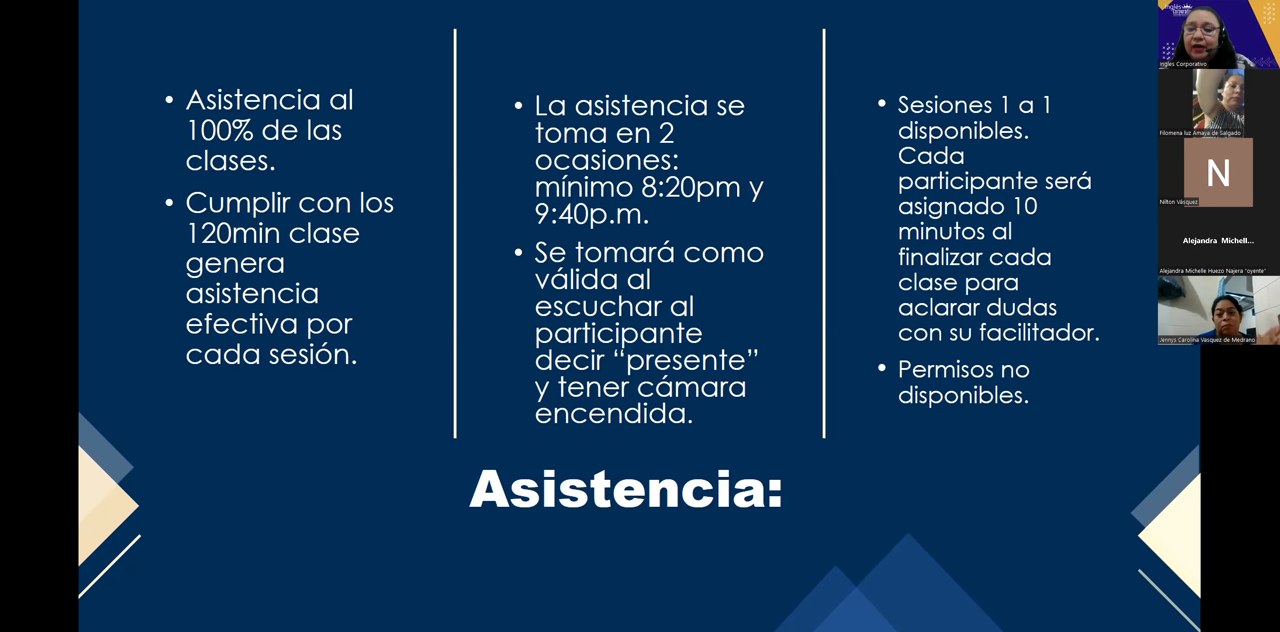 • Asistencia al
100% de las
clases.
• Cumplir con los
120min clase
genera
asistencia
efectiva por
cada sesión.
• La asistencia se
toma en 2
ocasiones:
mínimo 8:20pm y
9:40p.m.
• Se tomará como
válida al
escuchar al
participante
decir “presente”
y tener cámara
encendida.
• Sesiones 1 a 1
disponibles.
Cada
participante será
asignado 10
minutos al
finalizar cada
clase para
aclarar dudas
con su facilitador.
• Permisos no
disponibles.
Asistencia:
Inglés
Corporativo
Ingles Corporativo
Filomena luz Amaya de Salgado
N
Nilton Vásquez
Alejandra Michell...
Alejandra Michelle Huezo Najera "oyente"
Jennys Carolina Vasquez de Medrano